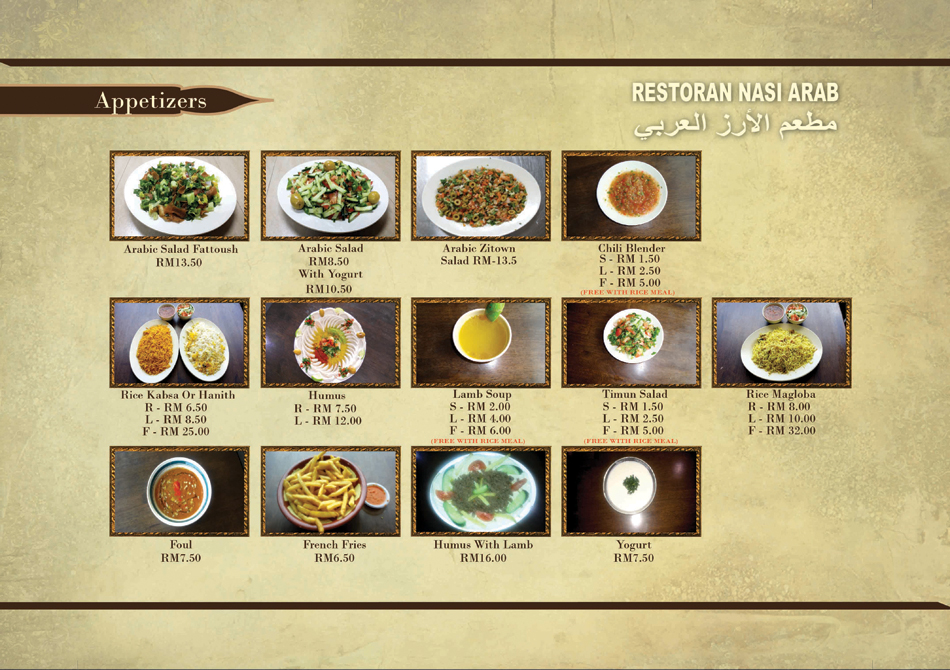 Appetizers
RESTORAN NASI ARAB
مطعم الأرز العربي
Arabic Salad Fattoush
RM13.50
Arabic Salad
RM8.50
With Yogurt
RM10.50
Arabic Zitown
Salad RM-13.5
Chili Blender
S - RM 1.50
L - RM 2.50
F - RM 5.00
(FREE WITH RICE MEAL)
Rice Kabsa Or Hanith
R - RM 6.50
L - RM 8.50
F - RM 25.00
Humus
R - RM 7.50
L - RM 12.00
Lamb Soup
S - RM 2.00
L - RM 4.00
F - RM 6.00
(FREE WITH RICE MEAL)
Timun Salad
S - RM 1.50
L - RM 2.50
F - RM 5.00
(FREE WITH RICE MEAL)
Rice Magloba
R - RM 8.00
L - RM 10.00
F - RM 32.00
Foul
RM7.50
French Fries
RM6.50
Humus With Lamb
RM16.00
Yogurt
RM7.50